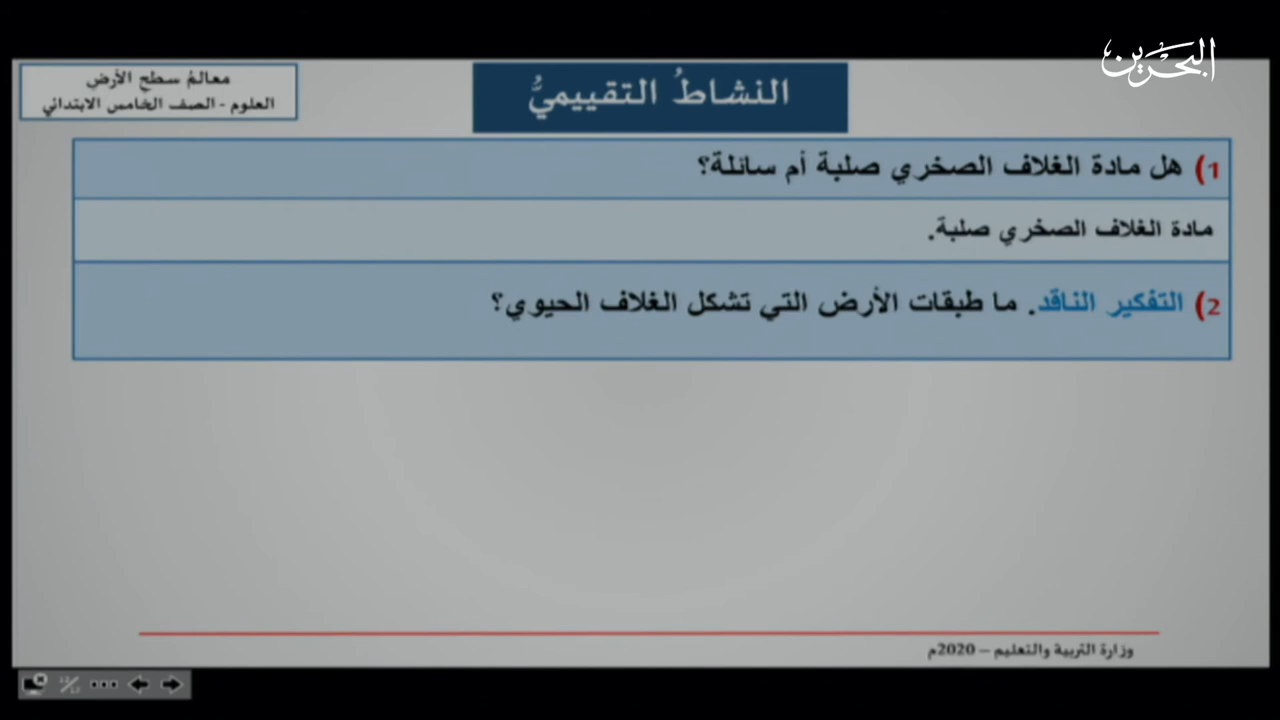 البحرين
معالمُ سطحِ الأرضِ
العلوم - الصف الخامس الابتدائي
النشاطُ التقييميُّ
1) هل مادة الغلاف الصخري صلبة أم سائلة؟
مادة الغلاف الصخري صلبة.
2) التفكير الناقد. ما طبقات الأرض التي تشكل الغلاف الحيوي؟
وزارة التربية والتعليم – 2020م